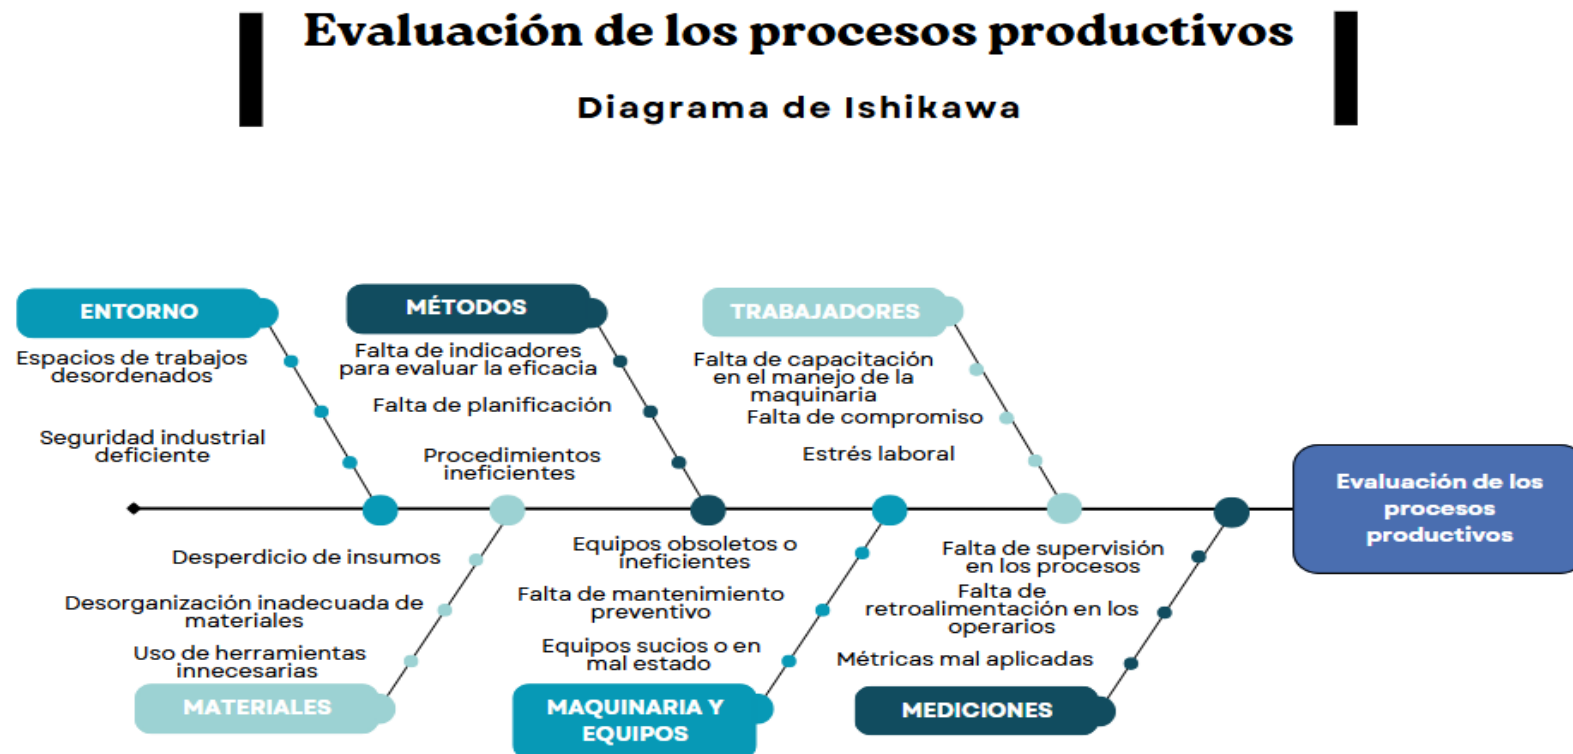 Evaluación de los procesos productivos
Diagrama de Ishikawa
ENTORNO
Espacios de trabajos
desordenados
Seguridad industrial
deficiente
MÉTODOS
Falta de indicadores
para evaluar la eficacia
Falta de planificación
Procedimientos
ineficientes
TRABAJADORES
Falta de capacitación
en el manejo de la
maquinaria
Falta de compromiso
Estrés laboral
Evaluación de los
procesos
productivos
Desperdicio de insumos
Desorganización inadecuada de
materiales
Uso de herramientas
innecesarias
MATERIALES
Equipos obsoletos o
ineficientes
Falta de mantenimiento
preventivo
Equipos sucios o en
mal estado
MAQUINARIA Y
EQUIPOS
Falta de supervisión
en los procesos
Falta de
retroalimentación en los
operarios
Métricas mal aplicadas
MEDICIONES